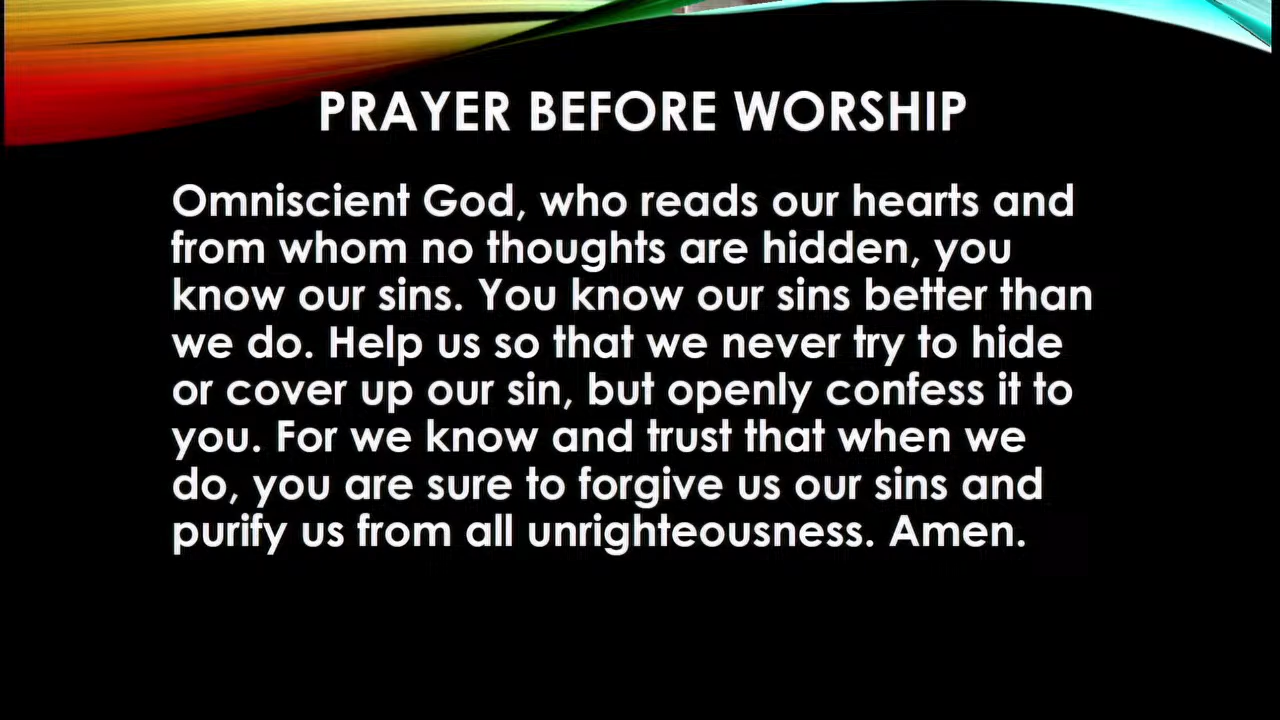 PRAYER BEFORE WORSHIP
Omniscient God, who reads our hearts and
from whom no thoughts are hidden, you
know our sins. You know our sins better than
we do. Help us so that we never try to hide
or cover up our sin, but openly confess it to
you. For we know and trust that when we
do, you are sure to forgive us our sins and
purify us from all unrighteousness. Amen.